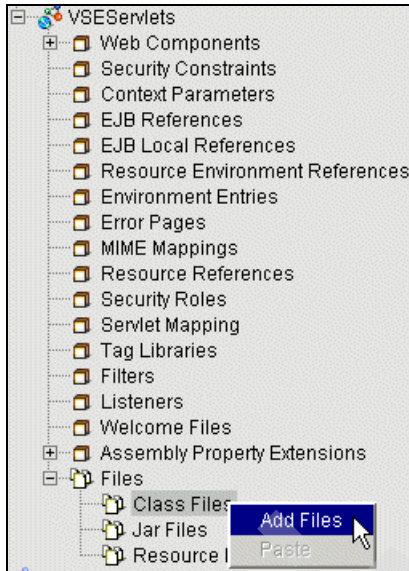 VSEServlets
Web Components
Security Constraints
Context Parameters
EJB References
EJB Local References
Resource Environment References
Environment Entries
Error Pages
MIME Mappings
Resource References
Security Roles
Servlet Mapping
Tag Libraries
Filters
Listeners
Welcome Files
Assembly Property Extensions
Files
Class Files
Add Files
Jar Files
Paste
Resource